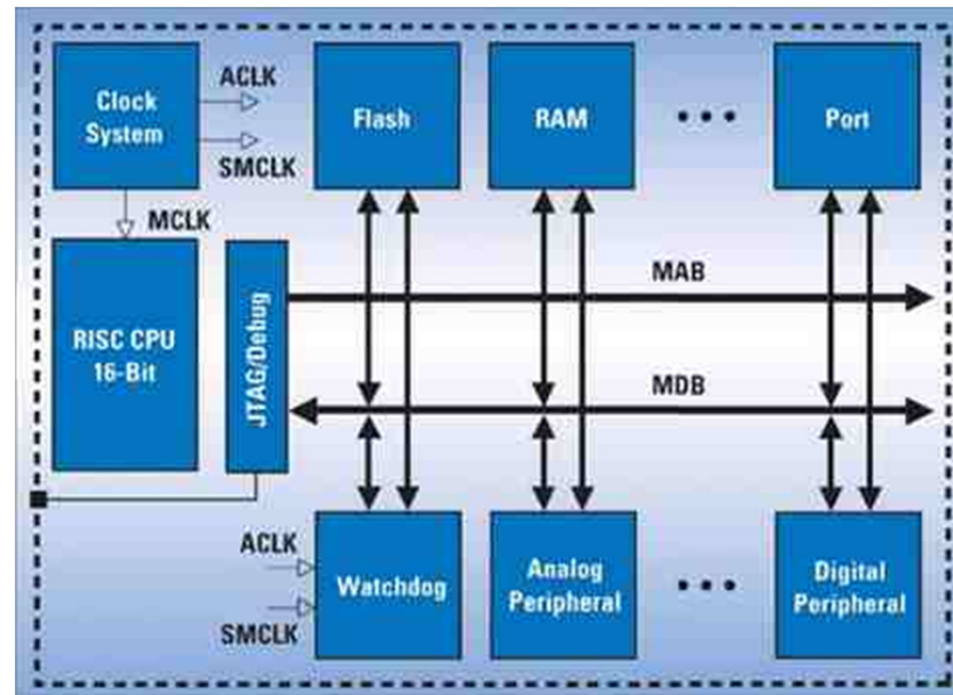 Clock
System
ACLK
SMCLK
MCLK
Flash
RAM
Port
RISC CPU
16-Bit
JTAG/Debug
MAB
MDB
ACLK
SMCLK
Watchdog
Analog
Peripheral
Digital
Peripheral